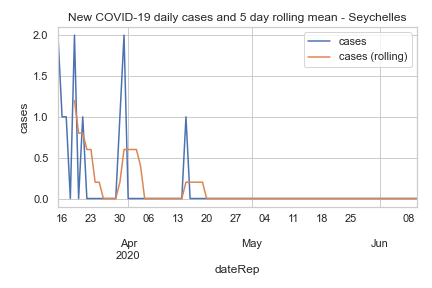 New COVID-19 daily cases and 5 day rolling mean - Seychelles
cases
cases (rolling)
cases
2.0
1.5
1.0
0.5
0.0
16 23 30 06 13 20 27 04 11 18 25 08
Apr May Jun
2020
dateRep